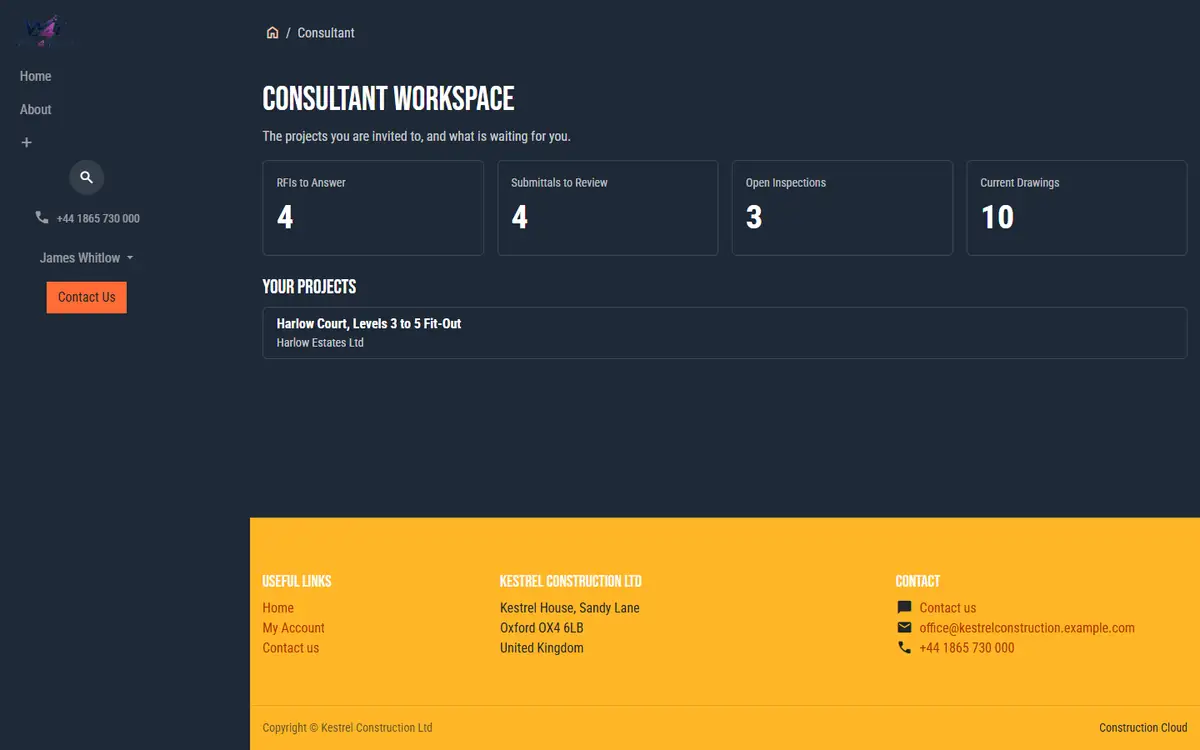 Home
About
+
+44 1865 730 000
James Whitlow
Contact Us
/ Consultant
CONSULTANT WORKSPACE
The projects you are invited to, and what is waiting for you.
RFIs to Answer
4
Submittals to Review
4
Open Inspections
3
Current Drawings
10
YOUR PROJECTS
Harlow Court, Levels 3 to 5 Fit-Out
Harlow Estates Ltd
USEFUL LINKS
Home
My Account
Contact us
KESTREL CONSTRUCTION LTD
Kestrel House, Sandy Lane
Oxford OX4 6LB
United Kingdom
CONTACT
Contact us
office@kestrelconstruction.example.com
+44 1865 730 000
Copyright © Kestrel Construction Ltd
Construction Cloud